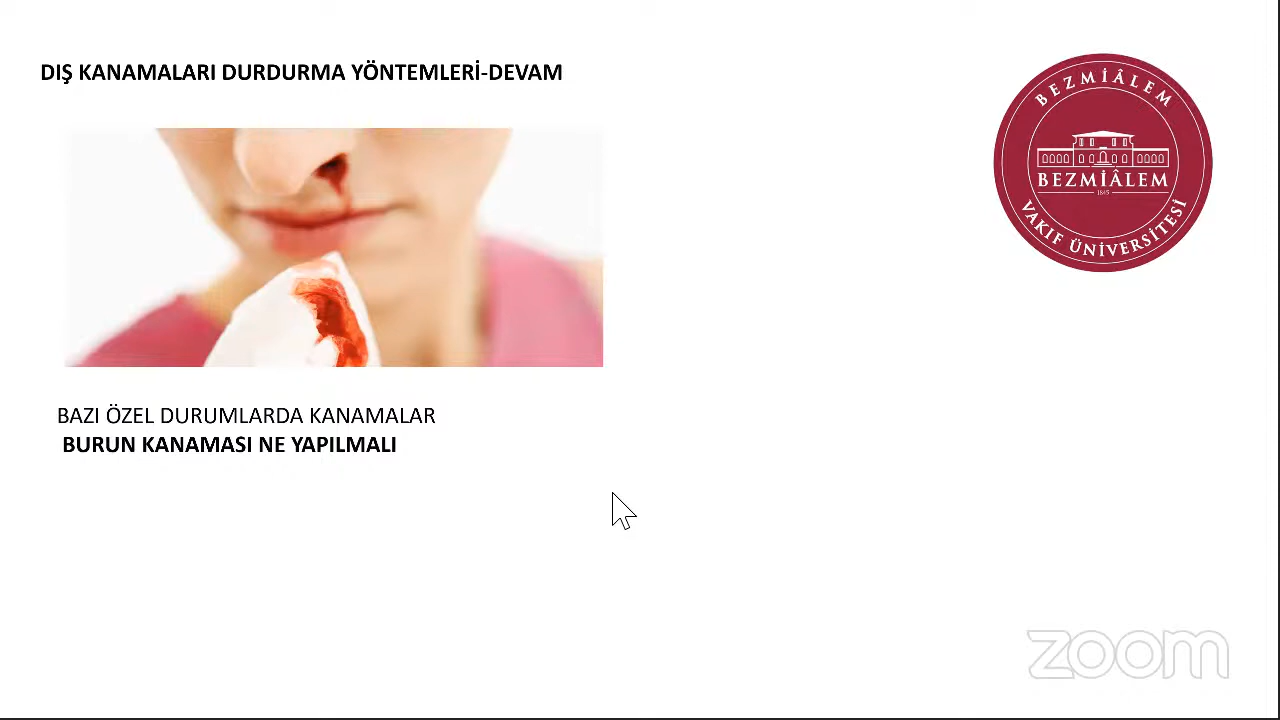 DIŞ KANAMALARI DURDURMA YÖNTEMLERİ-DEVAM
BEZMİÂLEM
BEZMİÂLEM
1845
VAKIF ÜNİVERSİTESİ
BAZI ÖZEL DURUMLARDA KANAMALAR
BURUN KANAMASI NE YAPILMALI
zoom